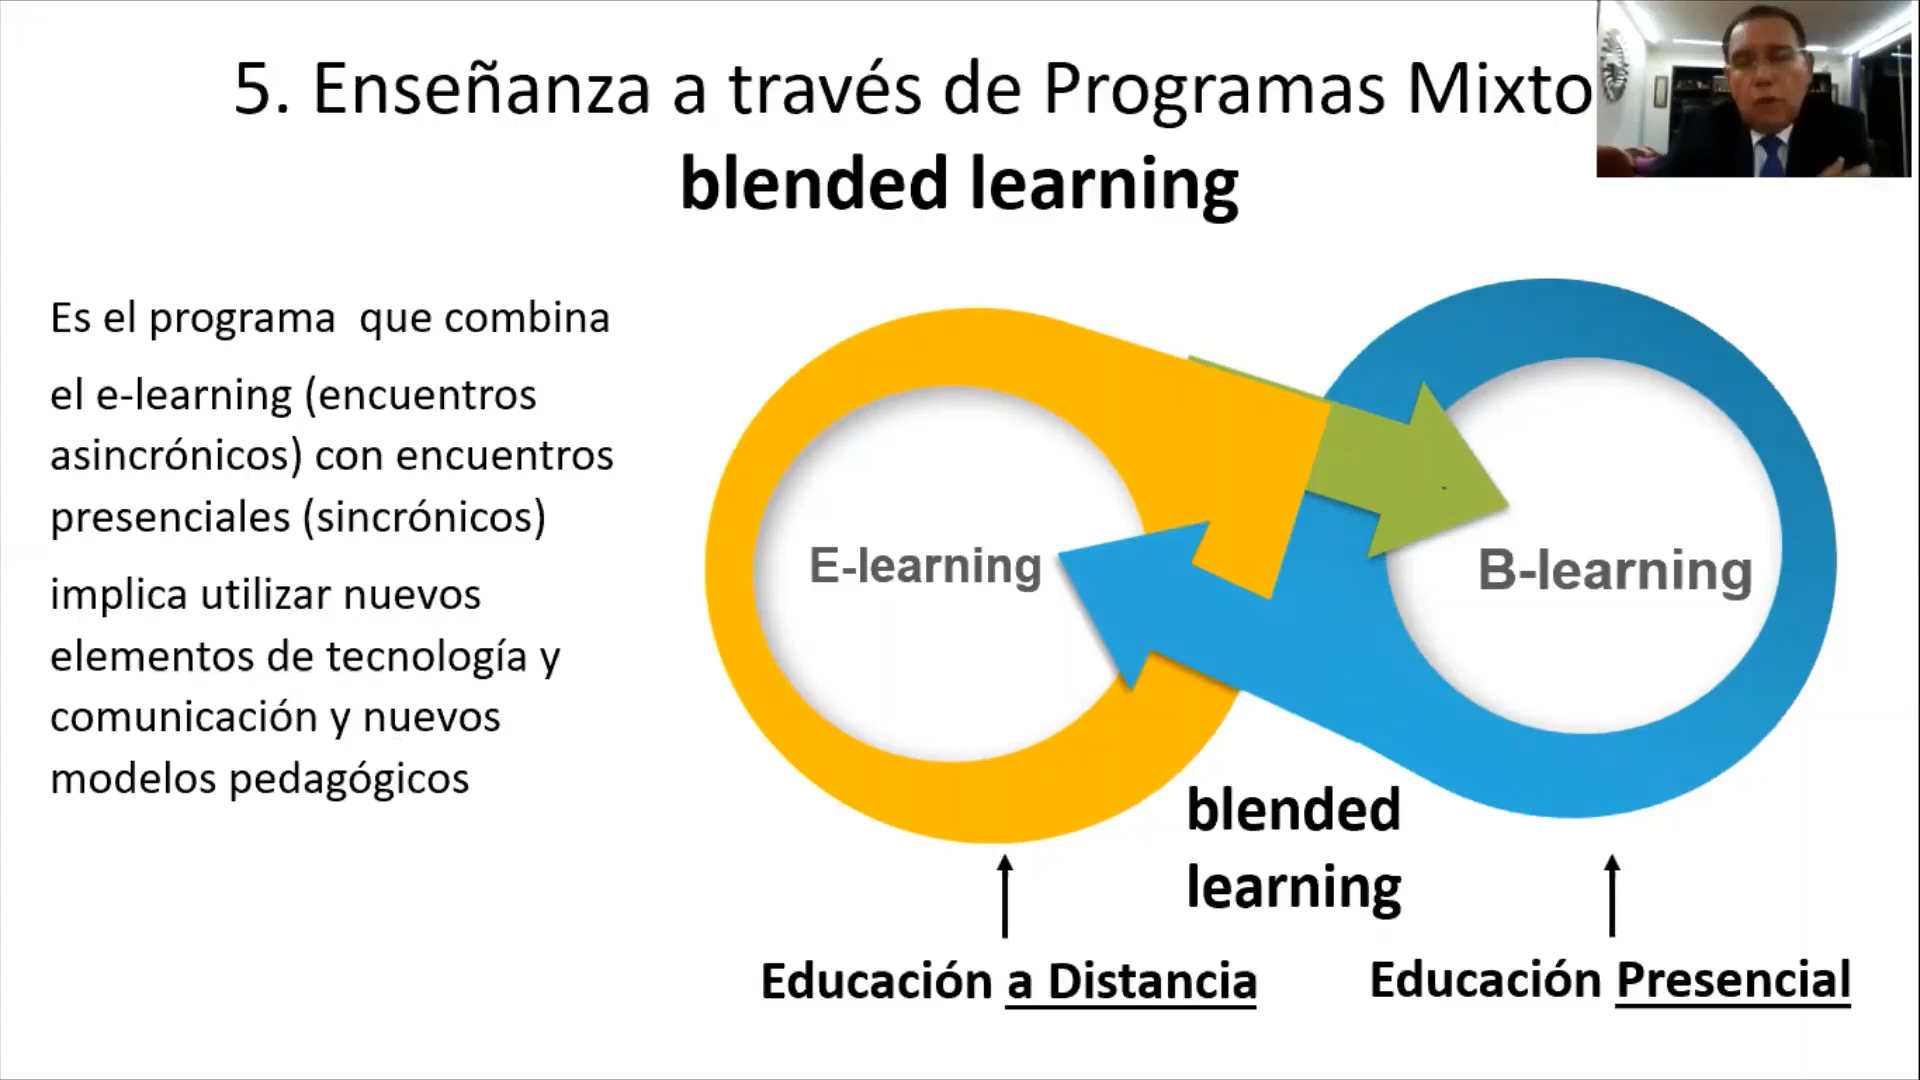 5. Enseñanza a través de Programas Mixto
blended learning
Es el programa que combina
el e-learning (encuentros
asincrónicos) con encuentros
presenciales (sincrónicos)
implica utilizar nuevos
elementos de tecnología y
comunicación y nuevos
modelos pedagógicos
E-learning
B-learning
blended
learning
Educación a Distancia
Educación Presencial